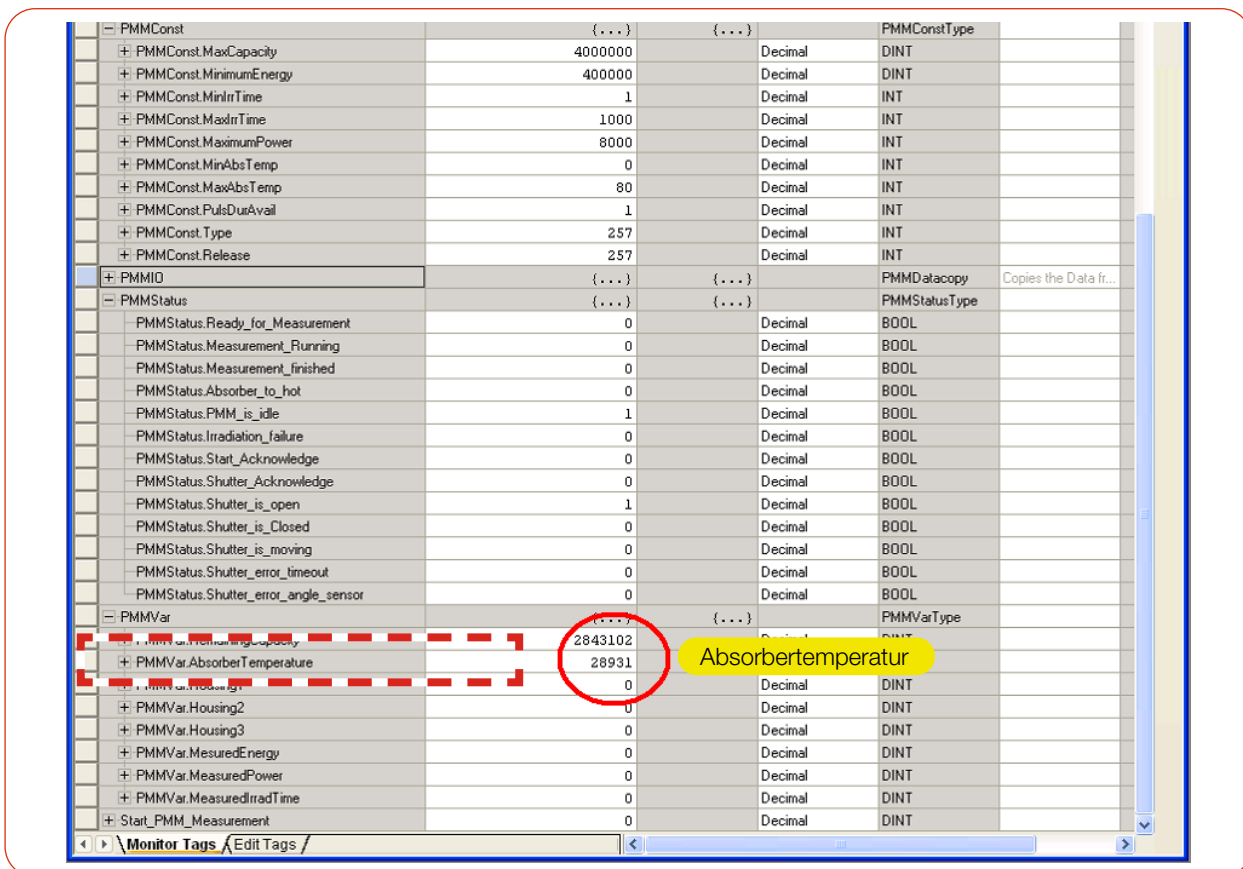 PMMConst {...} {...} PMMConstType
PMMConst.MaxCapacity 4000000 Decimal DINT
PMMConst.MinimumEnergy 400000 Decimal DINT
PMMConst.MinIrrTime 1 Decimal INT
PMMConst.MaxIrrTime 1000 Decimal INT
PMMConst.MaximumPower 8000 Decimal INT
PMMConst.MinAbsTemp 0 Decimal INT
PMMConst.MaxAbsTemp 80 Decimal INT
PMMConst.PulsDurAvail 1 Decimal INT
PMMConst.Type 257 Decimal INT
PMMConst.Release 257 Decimal INT
PMMIO {...} {...} PMMDatacopy Copies the Data fr...
PMMStatus {...} {...} PMMStatusType
PMMStatus.Ready_for_Measurement 0 Decimal BOOL
PMMStatus.Measurement_Running 0 Decimal BOOL
PMMStatus.Measurement_finished 0 Decimal BOOL
PMMStatus.Absorber_to_hot 0 Decimal BOOL
PMMStatus.PMM_is_idle 1 Decimal BOOL
PMMStatus.Irradiation_failure 0 Decimal BOOL
PMMStatus.Start_Acknowledge 0 Decimal BOOL
PMMStatus.Shutter_Acknowledge 0 Decimal BOOL
PMMStatus.Shutter_is_open 1 Decimal BOOL
PMMStatus.Shutter_is_Closed 0 Decimal BOOL
PMMStatus.Shutter_is_moving 0 Decimal BOOL
PMMStatus.Shutter_error_timeout 0 Decimal BOOL
PMMStatus.Shutter_error_angle_sensor 0 Decimal BOOL
PMMVar {...} {...} PMMVarType
PMMVar.RemainingCapacity 2843102 Decimal DINT
PMMVar.AbsorberTemperature 28931 Absorbertemperatur
PMMVar.Housing1 0 Decimal DINT
PMMVar.Housing2 0 Decimal DINT
PMMVar.Housing3 0 Decimal DINT
PMMVar.MesuredEnergy 0 Decimal DINT
PMMVar.MeasuredPower 0 Decimal DINT
PMMVar.MeasuredIrradTime 0 Decimal DINT
Start_PMM_Measurement 0 Decimal DINT
Monitor Tags Edit Tags